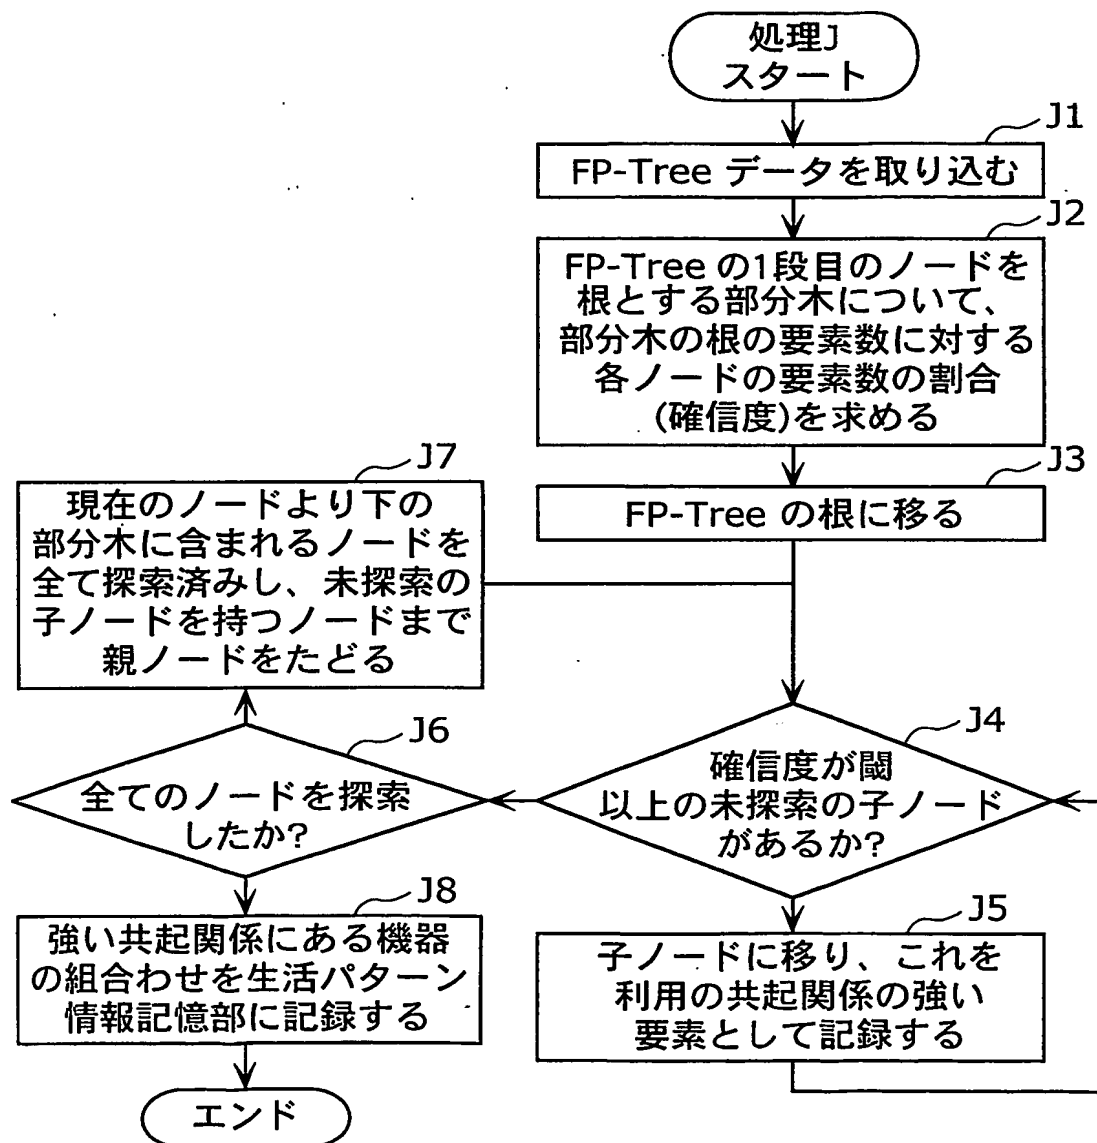 処理J
スタート
J1
FP-Tree データを取り込む
J2
FP-Tree の1段目のノードを
根とする部分木について、
部分木の根の要素数に対する
各ノードの要素数の割合
(確信度)を求める
J3
FP-Tree の根に移る
J7
現在のノードより下の
部分木に含まれるノードを
全て探索済みし、未探索の
子ノードを持つノードまで
親ノードをたどる
J4
確信度が閾
以上の未探索の子ノード
があるか?
J6
全てのノードを探索
したか?
J5
子ノードに移り、これを
利用の共起関係の強い
要素として記録する
J8
強い共起関係にある機器
の組合わせを生活パターン
情報記憶部に記録する
エンド